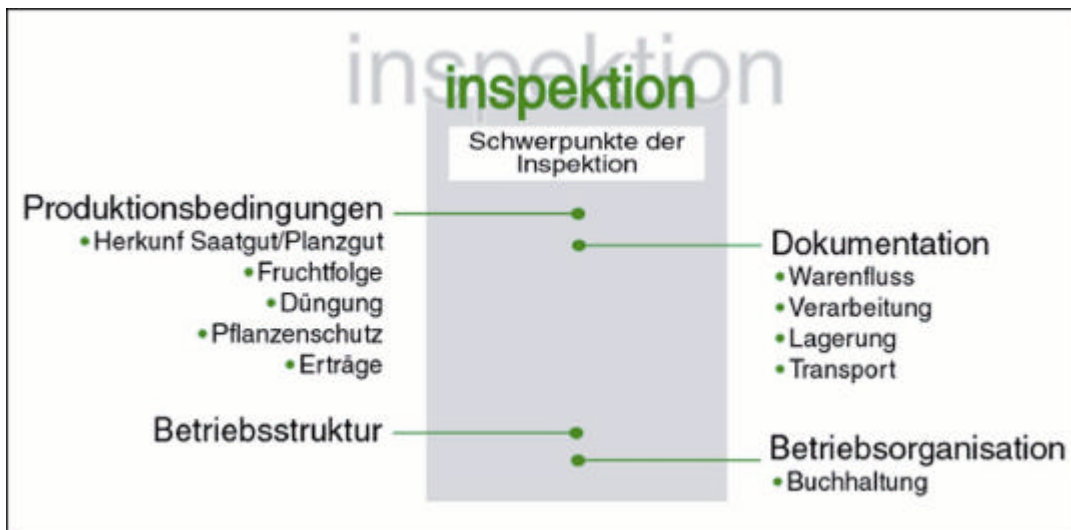 inspektion
inspektion
Schwerpunkte der
Inspektion
Produktionsbedingungen
• Herkunf Saatgut/Planzgut
• Fruchtfolge
• Düngung
• Pflanzenschutz
• Erträge
Dokumentation
• Warenfluss
• Verarbeitung
• Lagerung
• Transport
Betriebsstruktur
Betriebsorganisation
• Buchhaltung